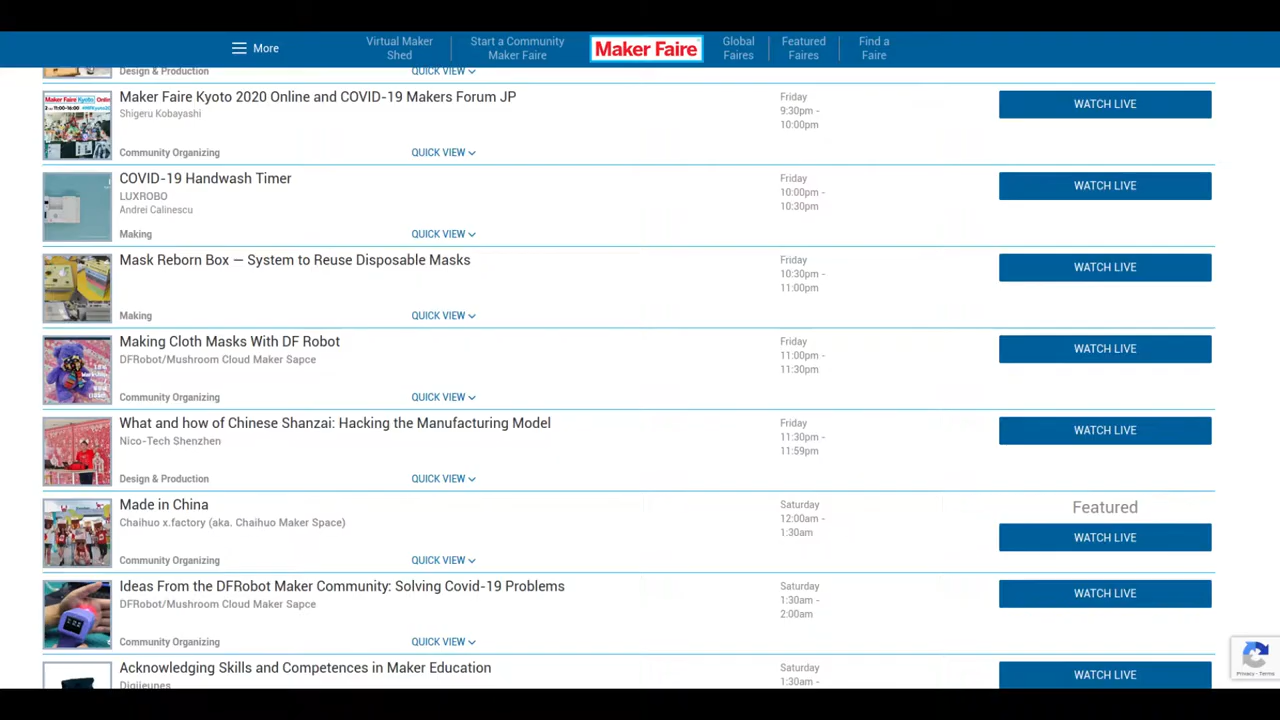 More
Virtual Maker
Shed
Start a Community
Maker Faire
Maker Faire
Global
Faires
Featured
Faires
Find a
Faire
Design & Production
QUICK VIEW
Maker Faire Kyoto 2020 Online and COVID-19 Makers Forum JP
Shigeru Kobayashi
Community Organizing
QUICK VIEW
Friday
9:30pm -
10:00pm
WATCH LIVE
COVID-19 Handwash Timer
LUXROBO
Andrei Calinescu
Making
QUICK VIEW
Friday
10:00pm -
10:30pm
WATCH LIVE
Mask Reborn Box — System to Reuse Disposable Masks
Making
QUICK VIEW
Friday
10:30pm -
11:00pm
WATCH LIVE
Making Cloth Masks With DF Robot
DFRobot/Mushroom Cloud Maker Sapce
Community Organizing
QUICK VIEW
Friday
11:00pm -
11:30pm
WATCH LIVE
What and how of Chinese Shanzai: Hacking the Manufacturing Model
Nico-Tech Shenzhen
Design & Production
QUICK VIEW
Friday
11:30pm -
11:59pm
WATCH LIVE
Made in China
Chaihuo x.factory (aka. Chaihuo Maker Space)
Community Organizing
QUICK VIEW
Saturday
12:00am -
1:30am
Featured
WATCH LIVE
Ideas From the DFRobot Maker Community: Solving Covid-19 Problems
DFRobot/Mushroom Cloud Maker Sapce
Community Organizing
QUICK VIEW
Saturday
1:30am -
2:00am
WATCH LIVE
Acknowledging Skills and Competences in Maker Education
Digijeunes
Saturday
1:30am -
WATCH LIVE
Privacy - Terms